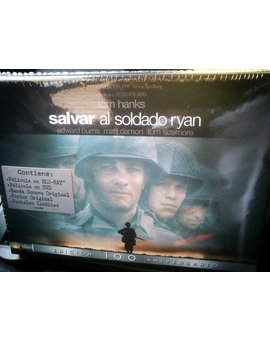 tom hanks
salvar al soldado ryan
edward burns matt damon tom sizemore
Contiene:
•Película en BLU-RAY™
•Película en DVD
•Banda Sonora Original
•Póster Original
•Postales Inéditas
EDICIÓN 100 ANIVERSARIO